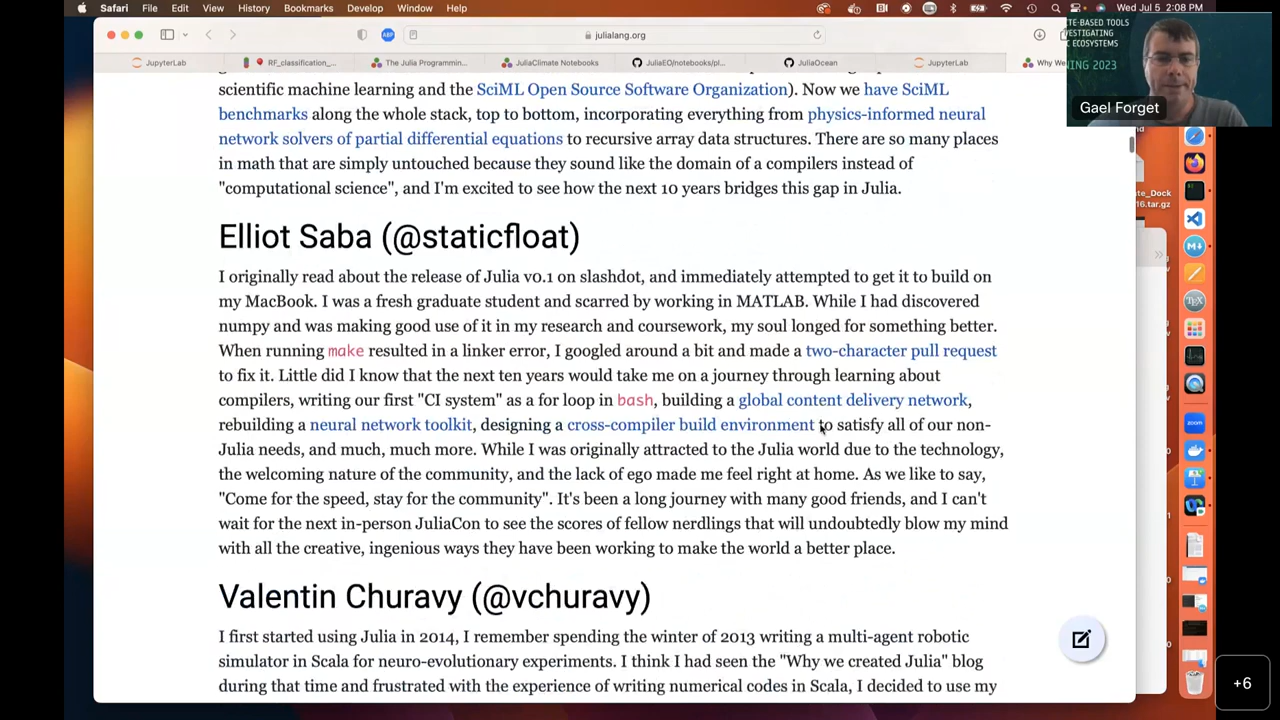 Safari File Edit View History Bookmarks Develop Window Help Wed Jul 5 2:08 PM
julialang.org
JupyterLab RF_classification_... The Julia Programmin... JuliaClimate Notebooks JuliaEO/notebooks/pl... JuliaOcean JupyterLab Why We
TE-BASED TOOLS
VESTIGATING
C ECOSYSTEMS
NING 2023
Gael Forget
scientific machine learning and the SciML Open Source Software Organization). Now we have SciML
benchmarks along the whole stack, top to bottom, incorporating everything from physics-informed neural
network solvers of partial differential equations to recursive array data structures. There are so many places
in math that are simply untouched because they sound like the domain of a compilers instead of
"computational science", and I'm excited to see how the next 10 years bridges this gap in Julia.
Elliot Saba (@staticfloat)
I originally read about the release of Julia v0.1 on slashdot, and immediately attempted to get it to build on
my MacBook. I was a fresh graduate student and scarred by working in MATLAB. While I had discovered
numpy and was making good use of it in my research and coursework, my soul longed for something better.
When running make resulted in a linker error, I googled around a bit and made a two-character pull request
to fix it. Little did I know that the next ten years would take me on a journey through learning about
compilers, writing our first "CI system" as a for loop in bash, building a global content delivery network,
rebuilding a neural network toolkit, designing a cross-compiler build environment to satisfy all of our non-
Julia needs, and much, much more. While I was originally attracted to the Julia world due to the technology,
the welcoming nature of the community, and the lack of ego made me feel right at home. As we like to say,
"Come for the speed, stay for the community". It's been a long journey with many good friends, and I can't
wait for the next in-person JuliaCon to see the scores of fellow nerdlings that will undoubtedly blow my mind
with all the creative, ingenious ways they have been working to make the world a better place.
Valentin Churavy (@vchuravy)
I first started using Julia in 2014, I remember spending the winter of 2013 writing a multi-agent robotic
simulator in Scala for neuro-evolutionary experiments. I think I had seen the "Why we created Julia" blog
during that time and frustrated with the experience of writing numerical codes in Scala, I decided to use my
te_Dock
16.tar.gz
zoom
+6